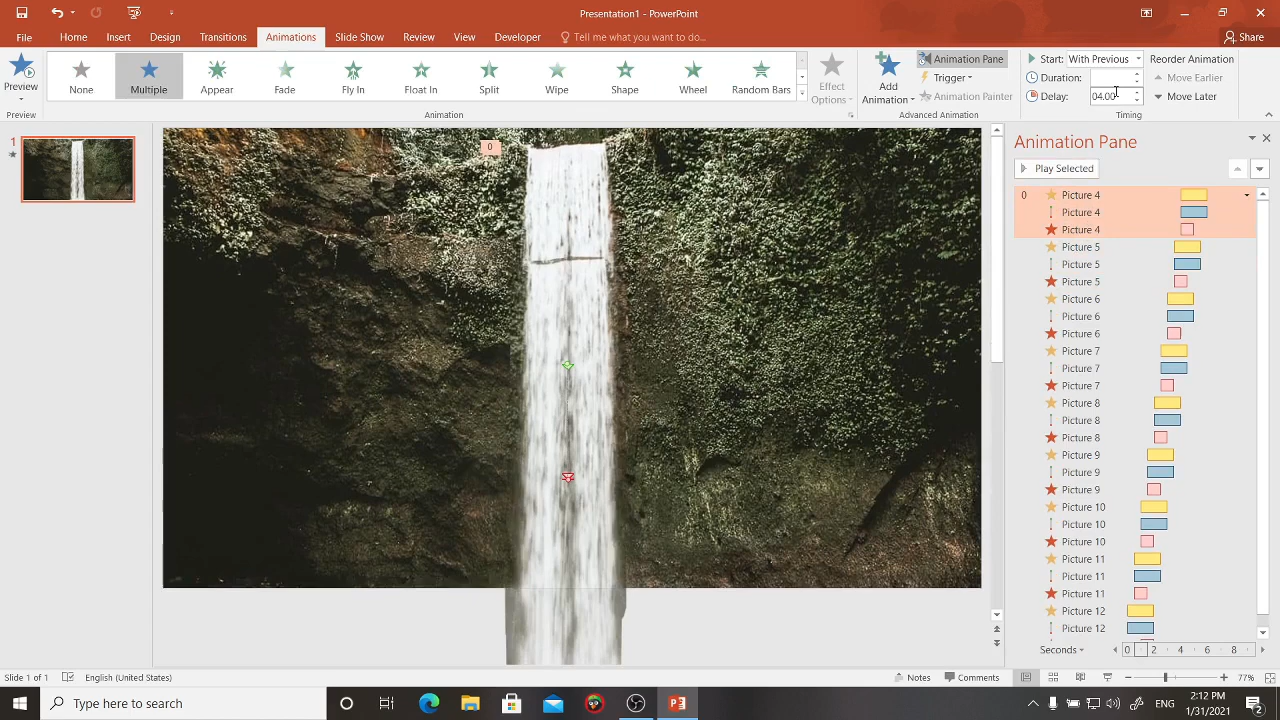 Presentation1 - PowerPoint
File Home Insert Design Transitions Animations Slide Show Review View Developer Tell me what you want to do... Share
Preview
None Multiple Appear Fade Fly In Float In Split Wipe Shape Wheel Random Bars
Effect Options
Add Animation
Animation Pane
Trigger
Animation Painter
Start: With Previous
Duration:
Delay: 04.00
Reorder Animation
Move Earlier
Move Later
Preview Animation Advanced Animation Timing
1
0
Animation Pane
Play Selected
0 Picture 4
Picture 4
Picture 4
Picture 5
Picture 5
Picture 5
Picture 6
Picture 6
Picture 6
Picture 7
Picture 7
Picture 7
Picture 8
Picture 8
Picture 8
Picture 9
Picture 9
Picture 9
Picture 10
Picture 10
Picture 10
Picture 11
Picture 11
Picture 11
Picture 12
Picture 12
Seconds 0 2 4 6 8
Slide 1 of 1 English (United States) Notes Comments 77%
Type here to search
ENG
2:12 PM
1/31/2021
2